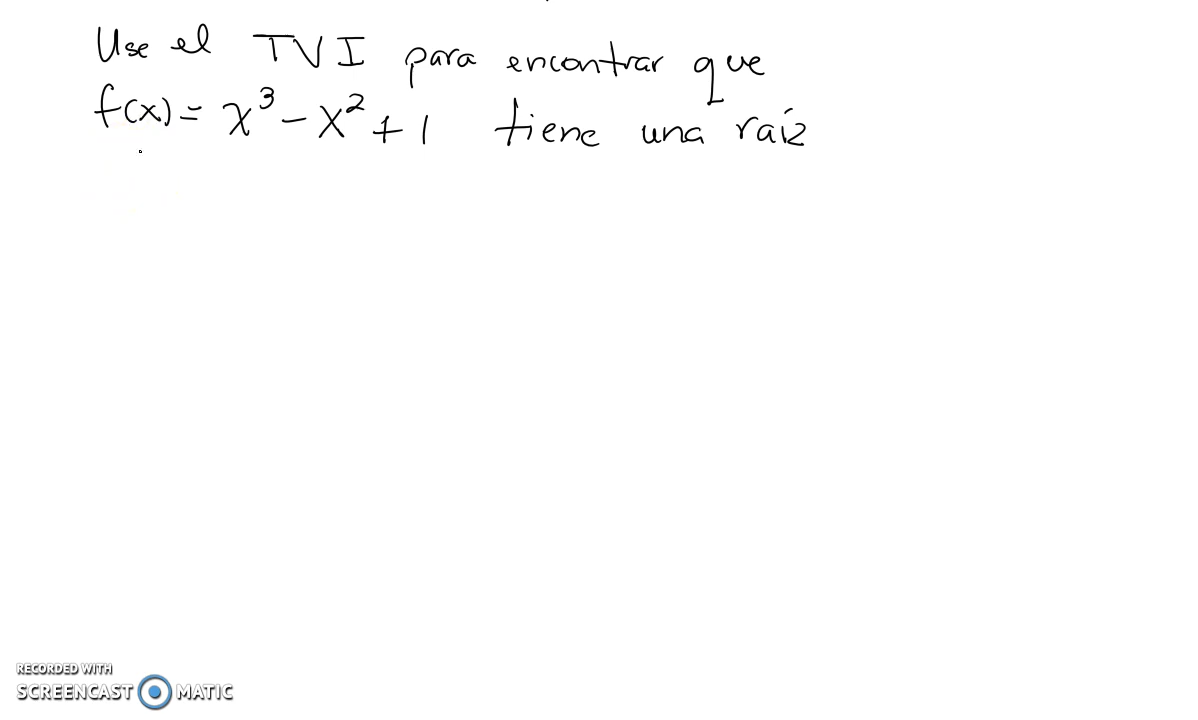 Use el TVI para encontrar que
f(x) = x³ - x² + 1 tiene una raíz
RECORDED WITH
SCREENCAST MATIC